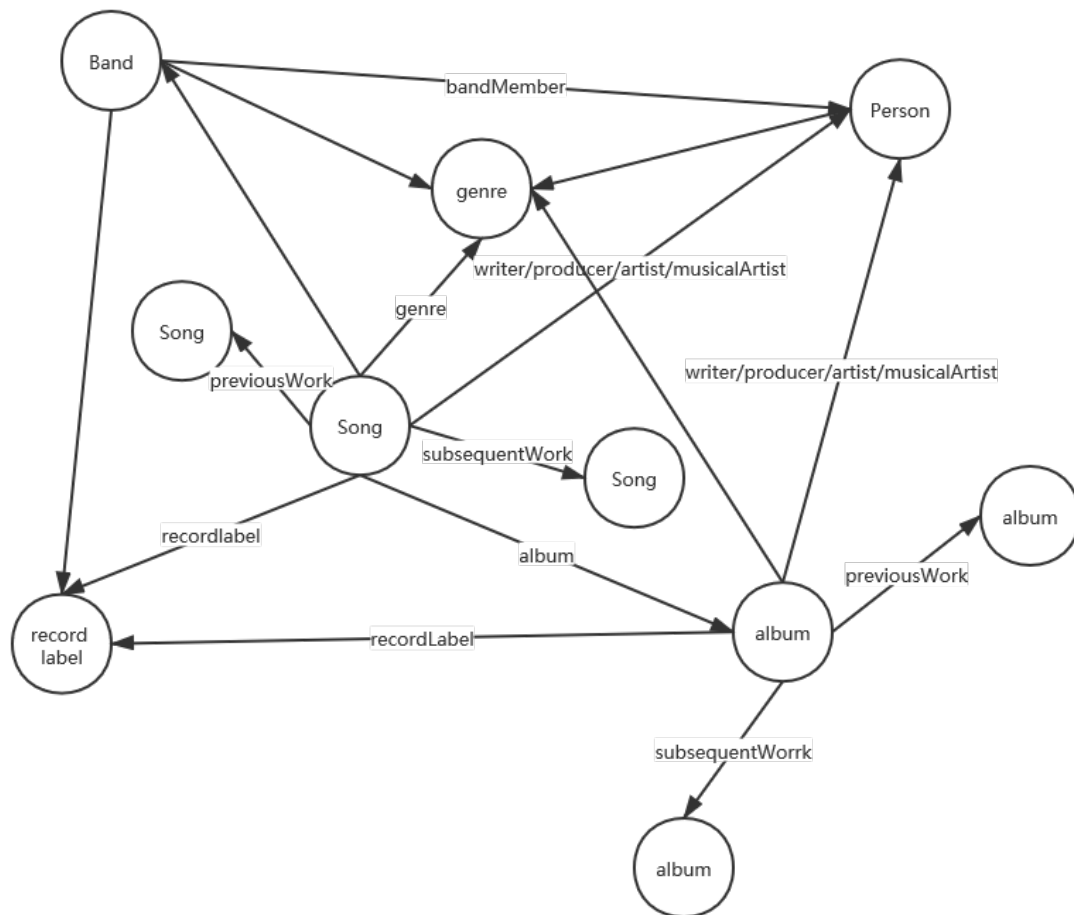 Band
bandMember
Person
genre
writer/producer/artist/musicalArtist
genre
Song
writer/producer/artist/musicalArtist
previousWork
Song
subsequentWork
Song
album
recordlabel
album
previousWork
record
label
recordLabel
album
subsequentWorrk
album